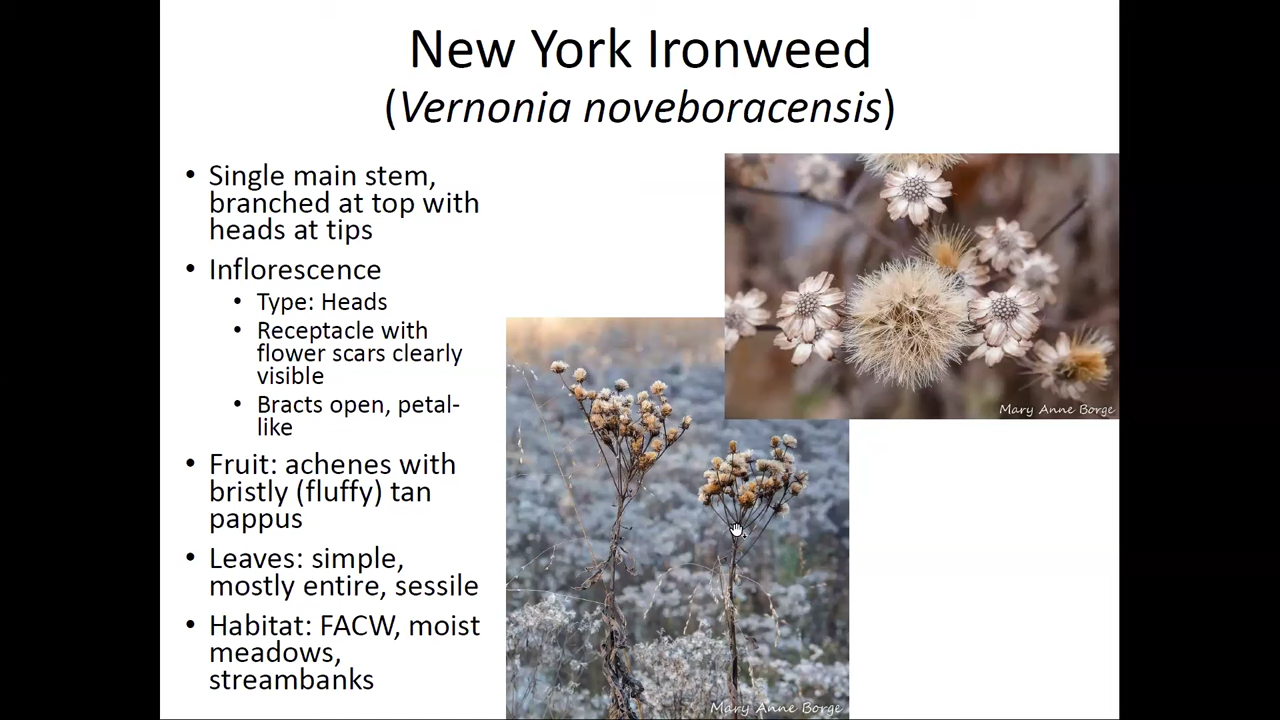 New York Ironweed
(Vernonia noveboracensis)
• Single main stem,
branched at top with
heads at tips
• Inflorescence
• Type: Heads
• Receptacle with
flower scars clearly
visible
• Bracts open, petal-
like
• Fruit: achenes with
bristly (fluffy) tan
pappus
• Leaves: simple,
mostly entire, sessile
• Habitat: FACW, moist
meadows,
streambanks
Mary Anne Borge
Mary Anne Borge